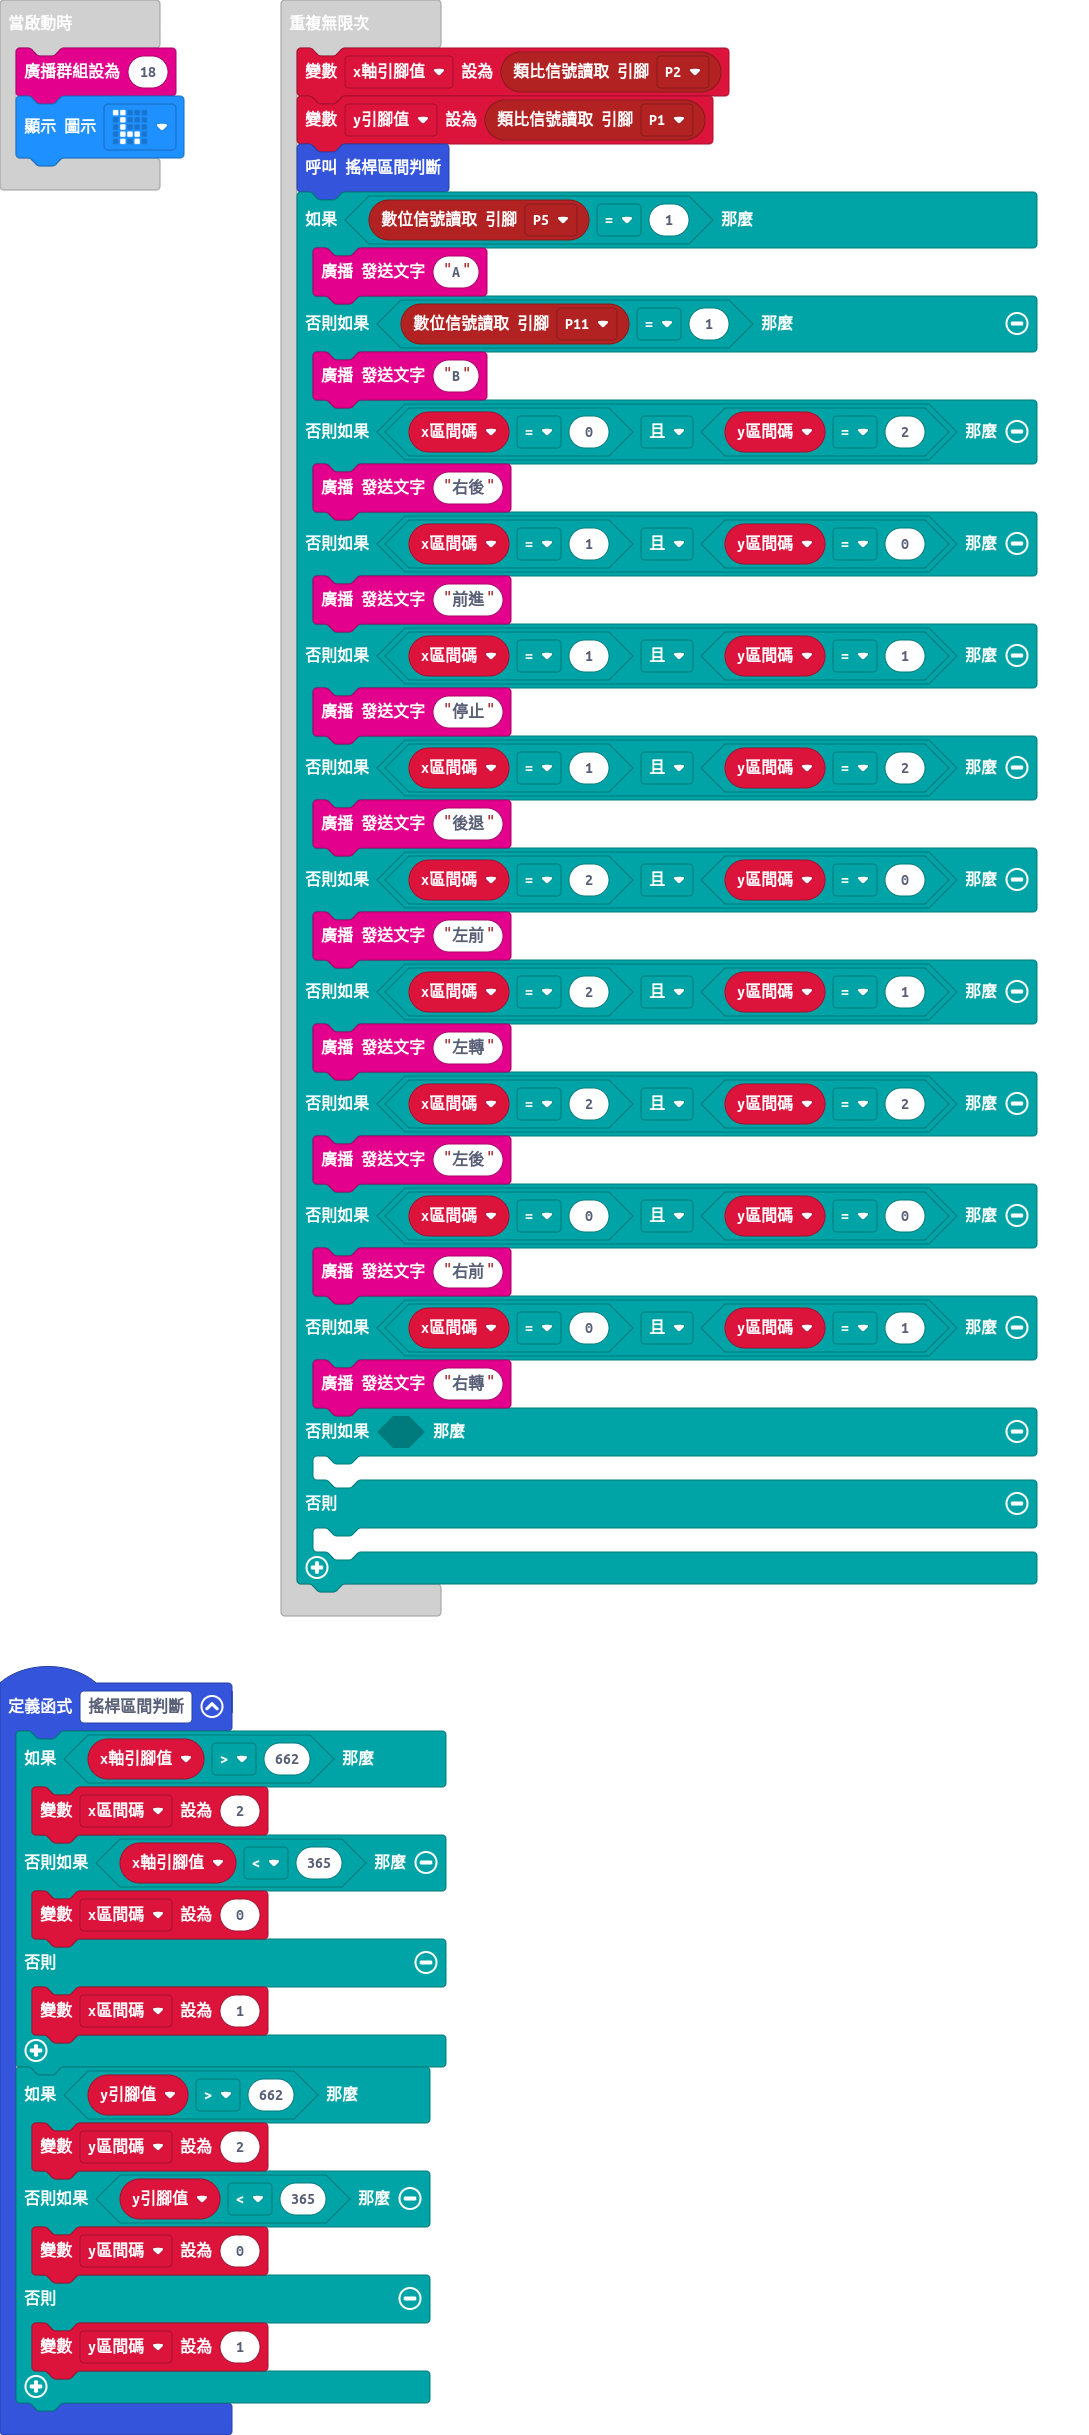 當啟動時
廣播群組設為 18
顯示 圖示
重複無限次
變數 x軸引腳值 設為 類比信號讀取 引腳 P2
變數 y引腳值 設為 類比信號讀取 引腳 P1
呼叫 搖桿區間判斷
如果 數位信號讀取 引腳 P5 = 1 那麼
廣播 發送文字 "A"
否則如果 數位信號讀取 引腳 P11 = 1 那麼
廣播 發送文字 "B"
否則如果 x區間碼 = 0 且 y區間碼 = 2 那麼
廣播 發送文字 "右後"
否則如果 x區間碼 = 1 且 y區間碼 = 0 那麼
廣播 發送文字 "前進"
否則如果 x區間碼 = 1 且 y區間碼 = 1 那麼
廣播 發送文字 "停止"
否則如果 x區間碼 = 1 且 y區間碼 = 2 那麼
廣播 發送文字 "後退"
否則如果 x區間碼 = 2 且 y區間碼 = 0 那麼
廣播 發送文字 "左前"
否則如果 x區間碼 = 2 且 y區間碼 = 1 那麼
廣播 發送文字 "左轉"
否則如果 x區間碼 = 2 且 y區間碼 = 2 那麼
廣播 發送文字 "左後"
否則如果 x區間碼 = 0 且 y區間碼 = 0 那麼
廣播 發送文字 "右前"
否則如果 x區間碼 = 0 且 y區間碼 = 1 那麼
廣播 發送文字 "右轉"
否則如果 那麼
否則
定義函式 搖桿區間判斷
如果 x軸引腳值 > 662 那麼
變數 x區間碼 設為 2
否則如果 x軸引腳值 < 365 那麼
變數 x區間碼 設為 0
否則
變數 x區間碼 設為 1
如果 y引腳值 > 662 那麼
變數 y區間碼 設為 2
否則如果 y引腳值 < 365 那麼
變數 y區間碼 設為 0
否則
變數 y區間碼 設為 1